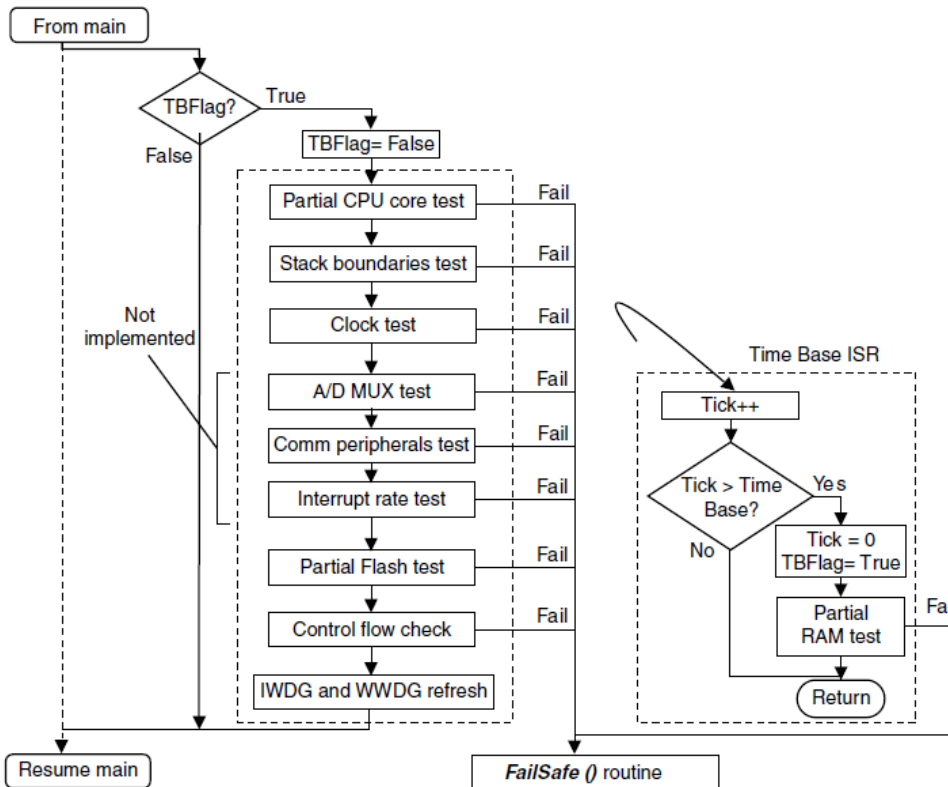 From main
TBFlag?
True
False
TBFlag= False
Partial CPU core test
Fail
Stack boundaries test
Fail
Clock test
Fail
Not
implemented
A/D MUX test
Fail
Comm peripherals test
Fail
Interrupt rate test
Fail
Partial Flash test
Fail
Control flow check
Fail
IWDG and WWDG refresh
Resume main
FailSafe () routine
Time Base ISR
Tick++
Tick > Time
Base?
Yes
No
Tick = 0
TBFlag= True
Partial
RAM test
Fa
Return